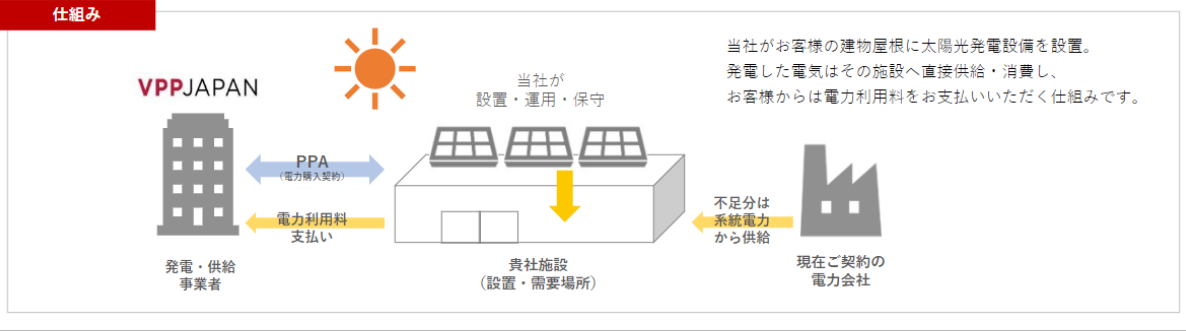 仕組み
当社がお客様の建物屋根に太陽光発電設備を設置。
発電した電気はその施設へ直接供給・消費し、
お客様からは電力利用料をお支払いいただく仕組みです。
VPPJAPAN
当社が
設置・運用・保守
PPA
（電力購入契約）
電力利用料
支払い
不足分は
系統電力
から供給
発電・供給
事業者
貴社施設
（設置・需要場所）
現在ご契約の
電力会社